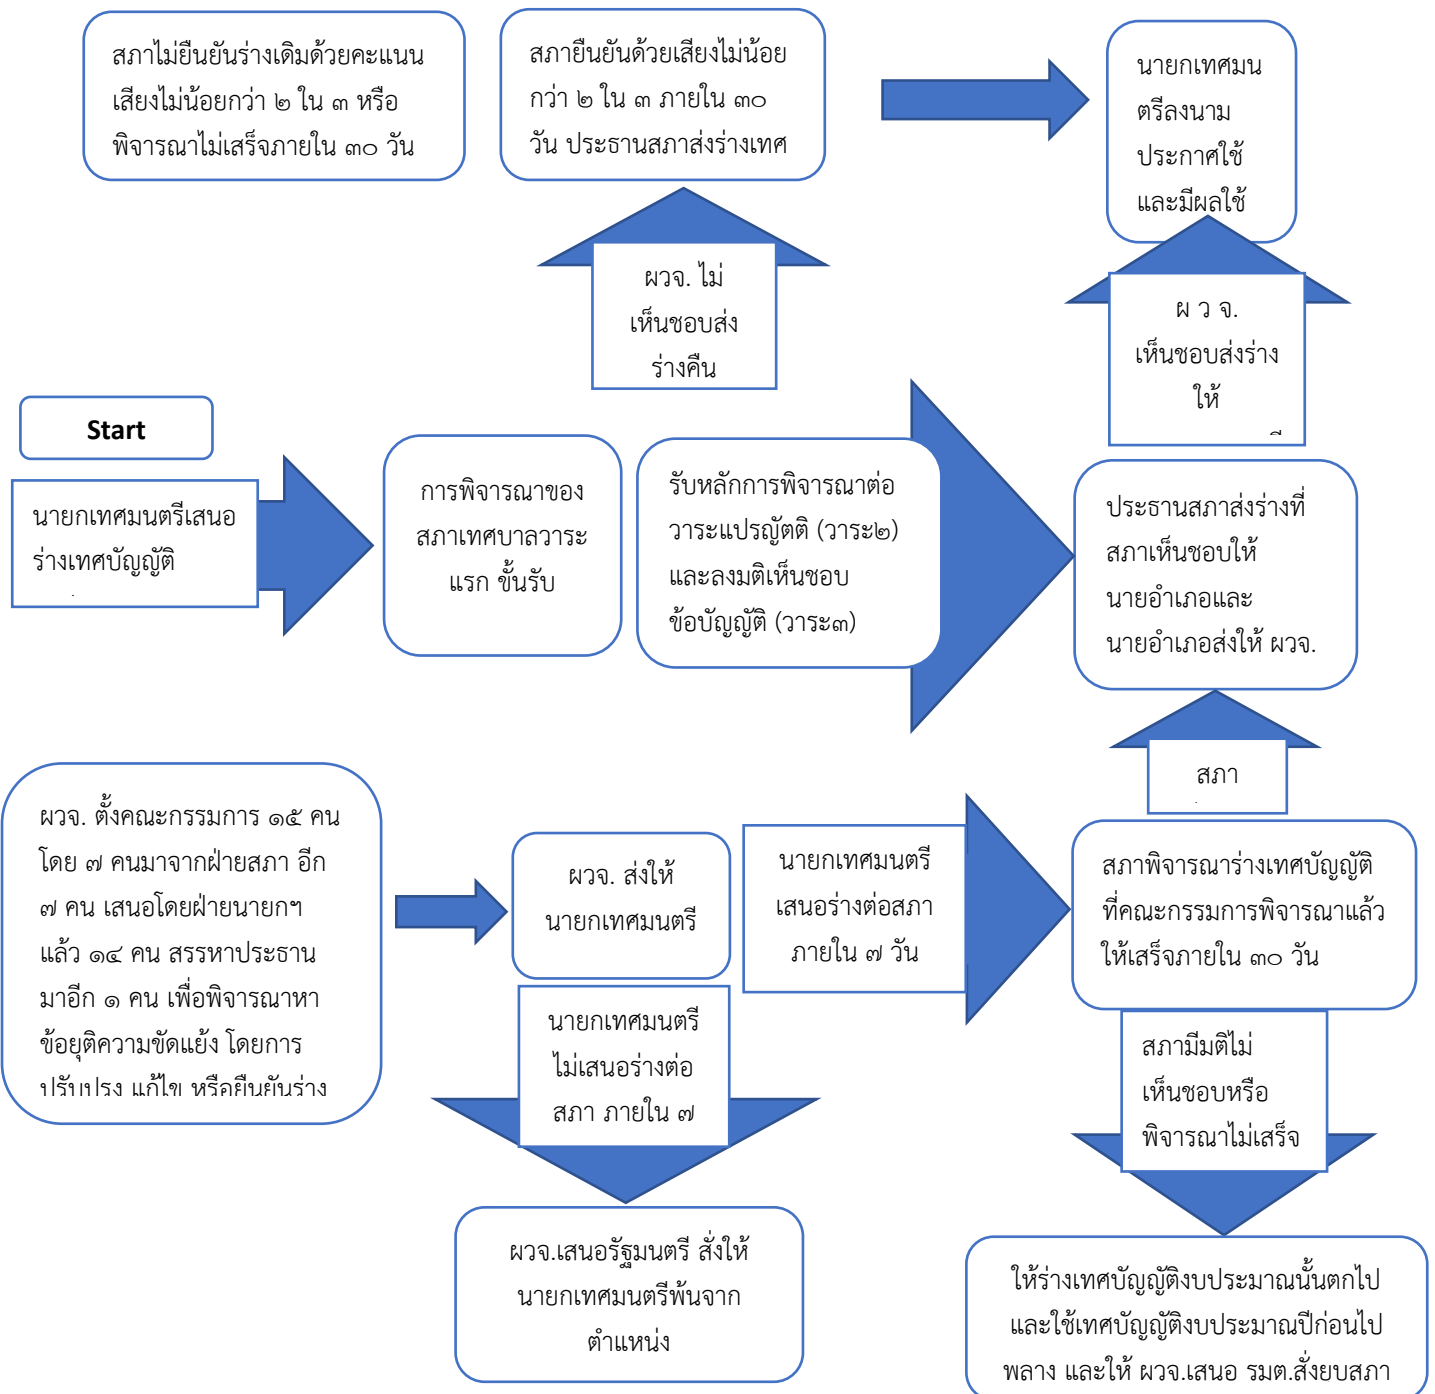 สภาไม่ยืนยันร่างเดิมด้วยคะแนน
เสียงไม่น้อยกว่า ๒ ใน ๓ หรือ
พิจารณาไม่เสร็จภายใน ๓๐ วัน
สภายืนยันด้วยเสียงไม่น้อย
กว่า ๒ ใน ๓ ภายใน ๓๐
วัน ประธานสภาส่งร่างเทศ
นายกเทศมน
ตรีลงนาม
ประกาศใช้
และมีผลใช้
ผวจ. ไม่
เห็นชอบส่ง
ร่างคืน
ผ ว จ.
เห็นชอบส่งร่าง
ให้
Start
นายกเทศมนตรีเสนอ
ร่างเทศบัญญัติ
การพิจารณาของ
สภาเทศบาลวาระ
แรก ขั้นรับ
รับหลักการพิจารณาต่อ
วาระแปรญัตติ (วาระ๒)
และลงมติเห็นชอบ
ข้อบัญญัติ (วาระ๓)
ประธานสภาส่งร่างที่
สภาเห็นชอบให้
นายอำเภอและ
นายอำเภอส่งให้ ผวจ.
สภา
ผวจ. ตั้งคณะกรรมการ ๑๕ คน
โดย ๗ คนมาจากฝ่ายสภา อีก
๗ คน เสนอโดยฝ่ายนายกฯ
แล้ว ๑๔ คน สรรหาประธาน
มาอีก ๑ คน เพื่อพิจารณาหา
ข้อยุติความขัดแย้ง โดยการ
ปรับปรุง แก้ไข หรือยืนยันร่าง
ผวจ. ส่งให้
นายกเทศมนตรี
นายกเทศมนตรี
เสนอร่างต่อสภา
ภายใน ๗ วัน
สภาพิจารณาร่างเทศบัญญัติ
ที่คณะกรรมการพิจารณาแล้ว
ให้เสร็จภายใน ๓๐ วัน
นายกเทศมนตรี
ไม่เสนอร่างต่อ
สภา ภายใน ๗
สภามีมติไม่
เห็นชอบหรือ
พิจารณาไม่เสร็จ
ผวจ.เสนอรัฐมนตรี สั่งให้
นายกเทศมนตรีพ้นจาก
ตำแหน่ง
ให้ร่างเทศบัญญัติงบประมาณนั้นตกไป
และใช้เทศบัญญัติงบประมาณปีก่อนไป
พลาง และให้ ผวจ.เสนอ รมต.สั่งยุบสภา